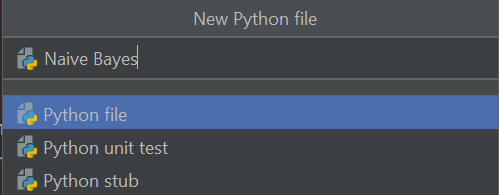 New Python file
Naive Bayes
Python file
Python unit test
Python stub